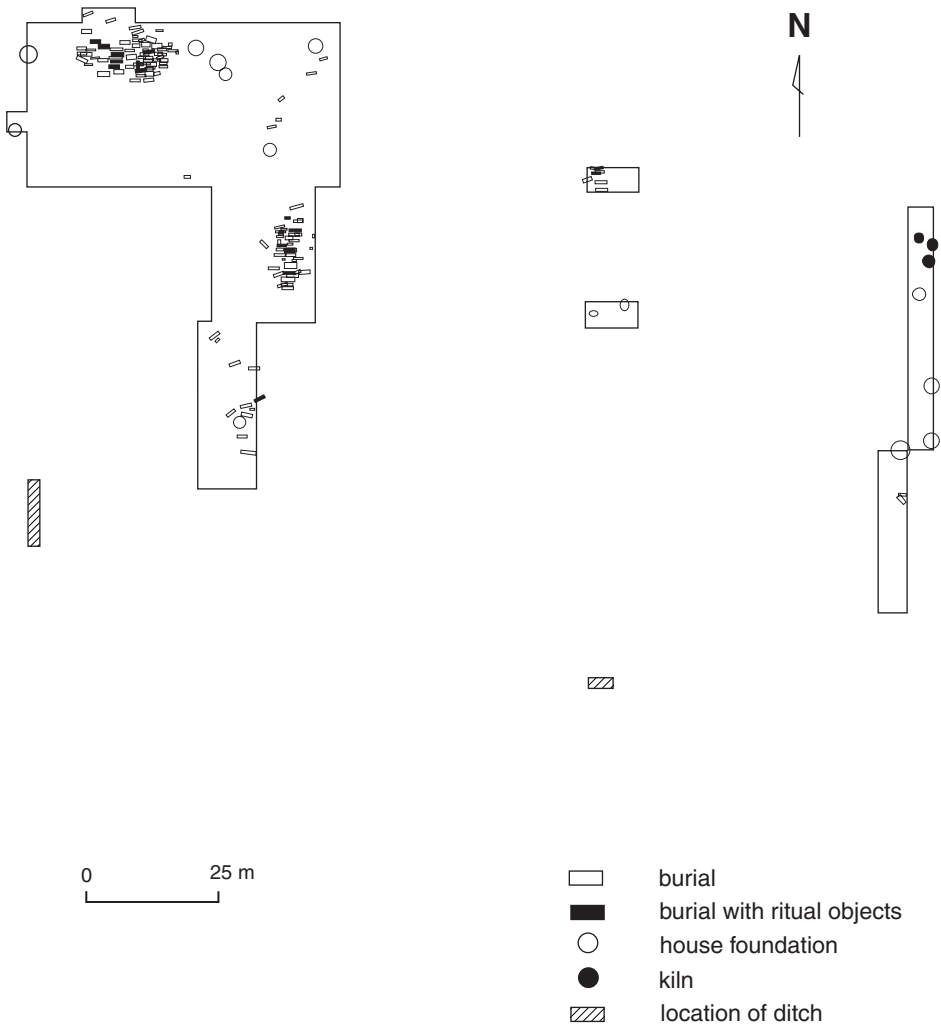 N
0 25 m
burial
burial with ritual objects
house foundation
kiln
location of ditch